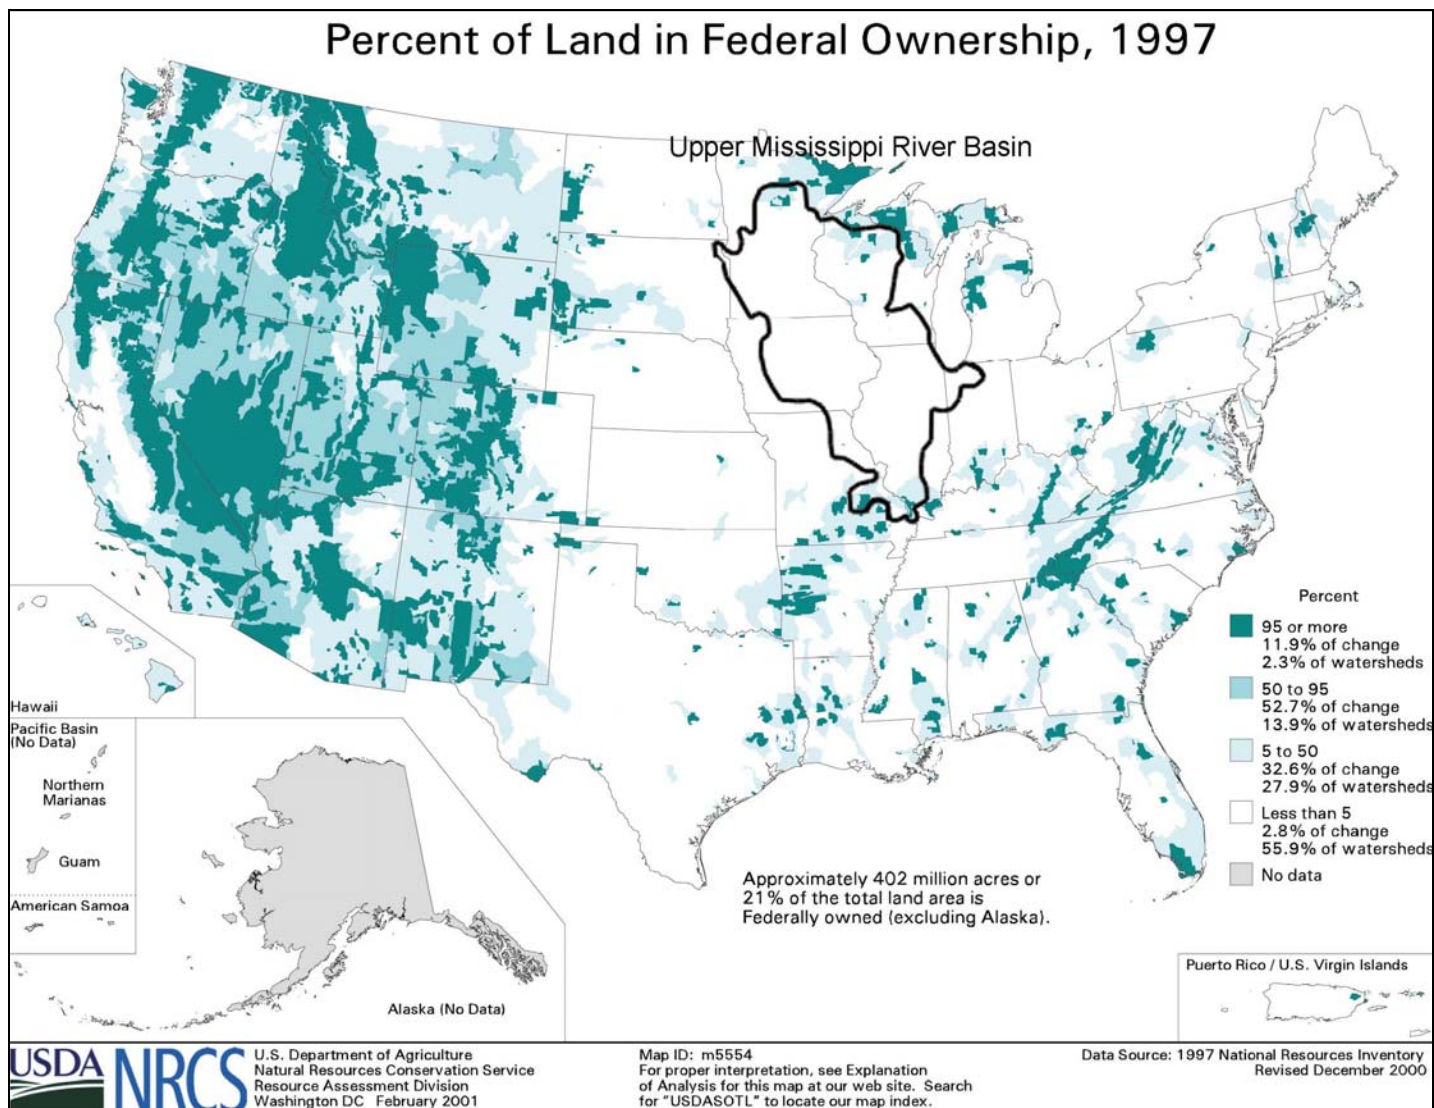 Percent of Land in Federal Ownership, 1997
Upper Mississippi River Basin
Percent
95 or more
11.9% of change
2.3% of watersheds
50 to 95
52.7% of change
13.9% of watersheds
5 to 50
32.6% of change
27.9% of watersheds
Less than 5
2.8% of change
55.9% of watersheds
No data
Hawaii
Pacific Basin
(No Data)
Northern
Marianas
Guam
American Samoa
Alaska (No Data)
Approximately 402 million acres or
21% of the total land area is
Federally owned (excluding Alaska).
Puerto Rico / U.S. Virgin Islands
USDA
NRCS
U.S. Department of Agriculture
Natural Resources Conservation Service
Resource Assessment Division
Washington DC February 2001
Map ID: m5554
For proper interpretation, see Explanation
of Analysis for this map at our web site. Search
for "USDASOTL" to locate our map index.
Data Source: 1997 National Resources Inventory
Revised December 2000